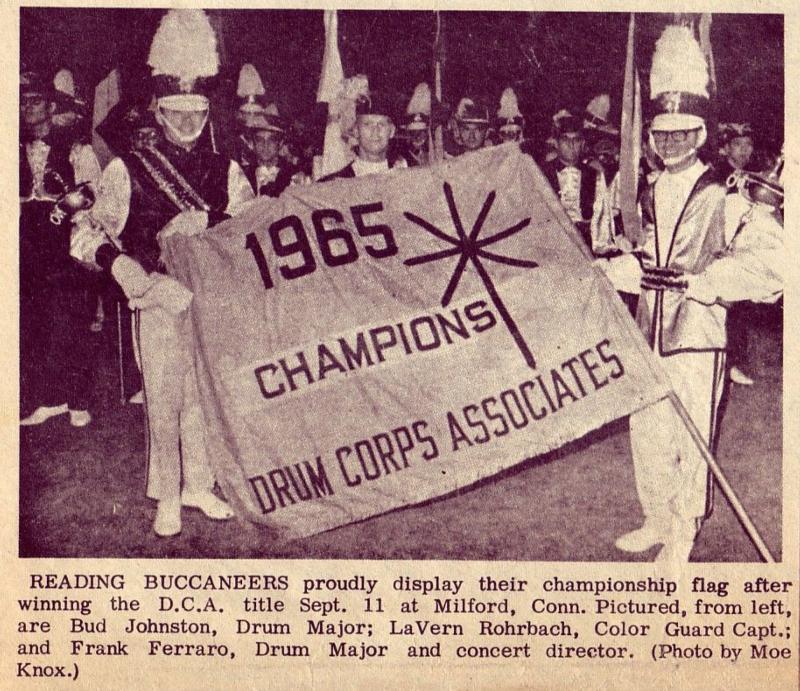 1965
CHAMPIONS
DRUM CORPS ASSOCIATES
READING BUCCANEERS proudly display their championship flag after
winning the D.C.A. title Sept. 11 at Milford, Conn. Pictured, from left,
are Bud Johnston, Drum Major; LaVern Rohrbach, Color Guard Capt.;
and Frank Ferraro, Drum Major and concert director. (Photo by Moe
Knox.)